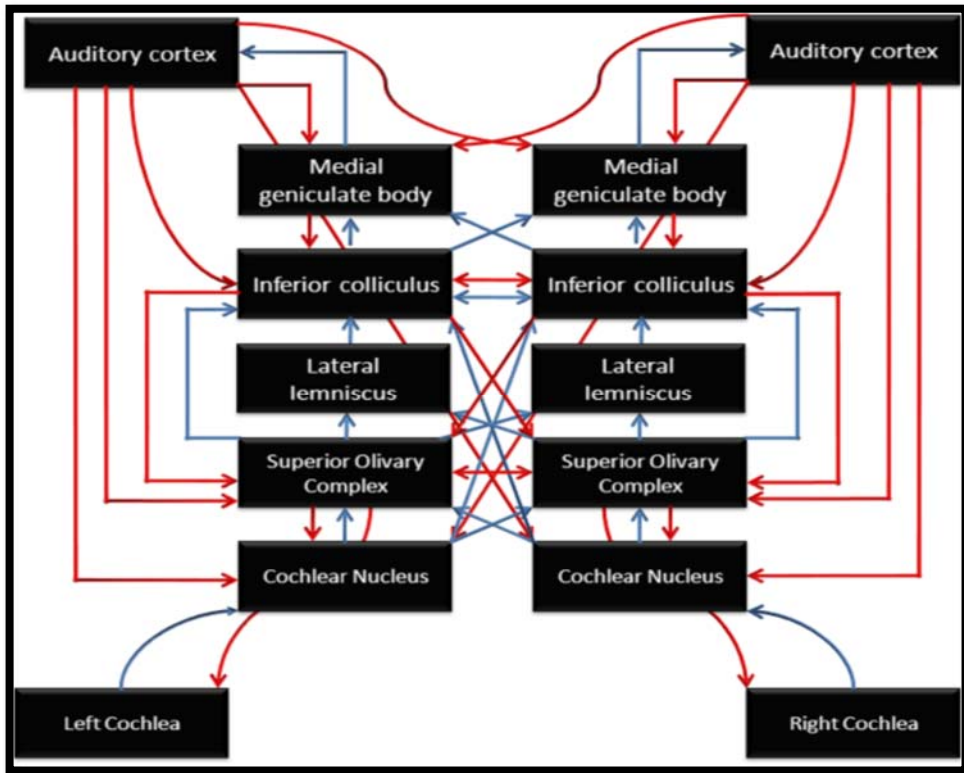 Auditory cortex
Auditory cortex
Medial
geniculate body
Medial
geniculate body
Inferior colliculus
Inferior colliculus
Lateral
lemniscus
Lateral
lemniscus
Superior Olivary
Complex
Superior Olivary
Complex
Cochlear Nucleus
Cochlear Nucleus
Left Cochlea
Right Cochlea